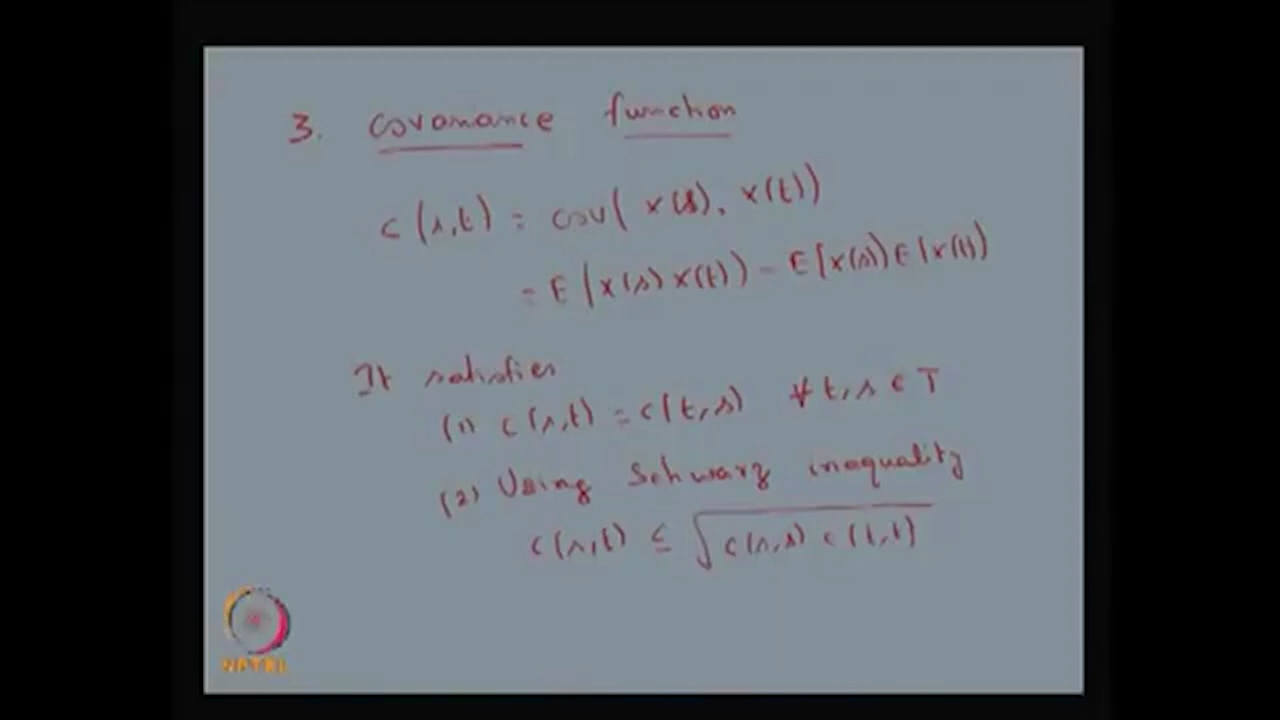 3. covariance function
c(s,t) = cov( x(s), x(t))
= E(x(s) x(t)) - E(x(s)) E(x(t))
It satisfies
(1) c(s,t) = c(t,s) ∀ t,s ∈ T
(2) Using Schwarz inequality
c(s,t) ≤ √c(s,s) c(t,t)
NPTEL